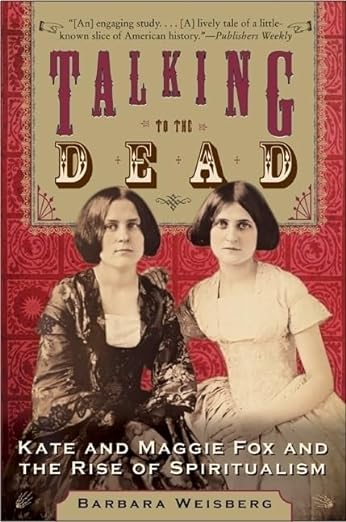 "[An] engaging study. . . . [A] lively tale of a little-
known slice of American history."—Publishers Weekly
TALKING
TO THE
DEAD
KATE AND MAGGIE FOX AND
THE RISE OF SPIRITUALISM
BARBARA WEISBERG